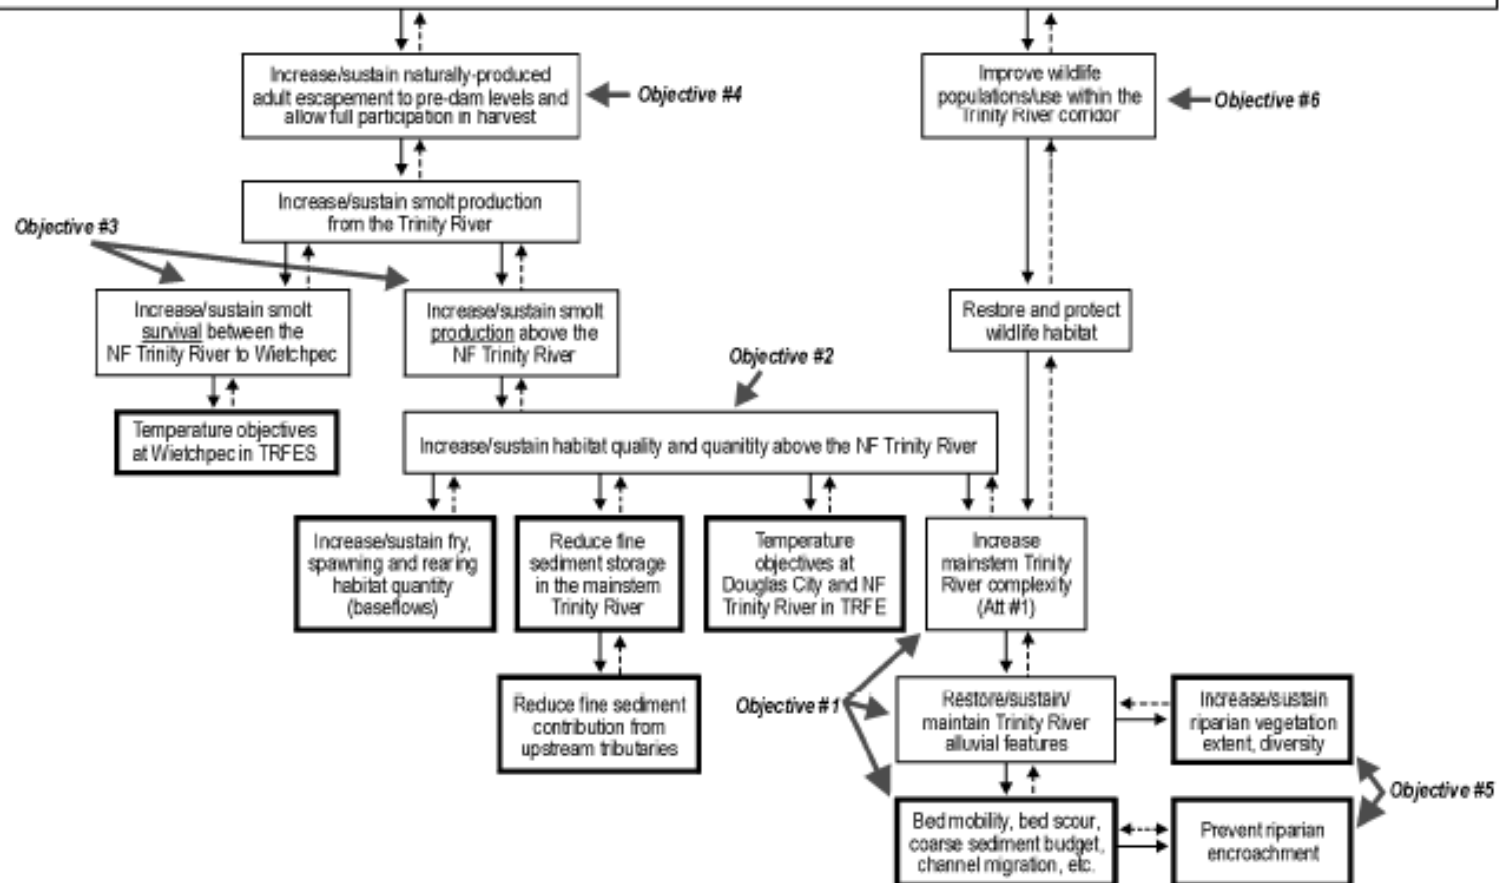 Increase/sustain naturally-produced
adult escapement to pre-dam levels and
allow full participation in harvest
Objective #4
Improve wildlife
populations/use within the
Trinity River corridor
Objective #6
Increase/sustain smolt production
from the Trinity River
Objective #3
Increase/sustain smolt
survival between the
NF Trinity River to Wietchpec
Increase/sustain smolt
production above the
NF Trinity River
Restore and protect
wildlife habitat
Objective #2
Temperature objectives
at Wietchpec in TRFES
Increase/sustain habitat quality and quanitity above the NF Trinity River
Increase/sustain fry,
spawning and rearing
habitat quantity
(baseflows)
Reduce fine
sediment storage
in the mainstem
Trinity River
Temperature
objectives at
Douglas City and NF
Trinity River in TRFE
Increase
mainstem Trinity
River complexity
(Att #1)
Reduce fine sediment
contribution from
upstream tributaries
Objective #1
Restore/sustain/
maintain Trinity River
alluvial features
Increase/sustain
riparian vegetation
extent, diversity
Objective #5
Bed mobility, bed scour,
coarse sediment budget,
channel migration, etc.
Prevent riparian
encroachment